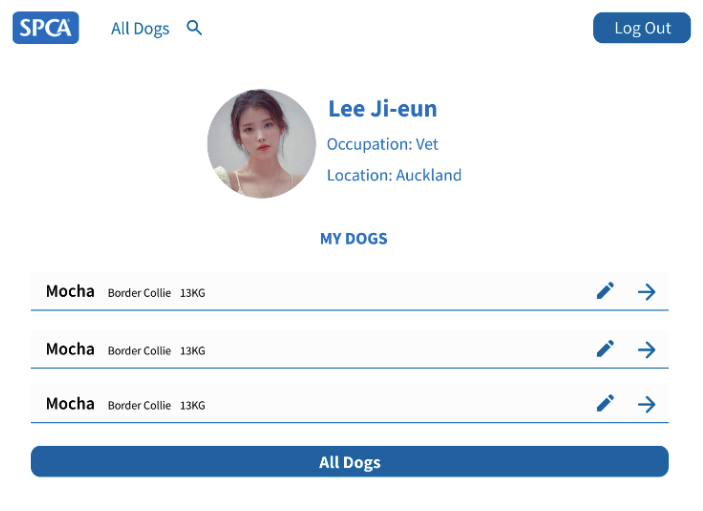 SPCA All Dogs Log Out
Lee Ji-eun
Occupation: Vet
Location: Auckland
MY DOGS
Mocha Border Collie 13KG
Mocha Border Collie 13KG
Mocha Border Collie 13KG
All Dogs